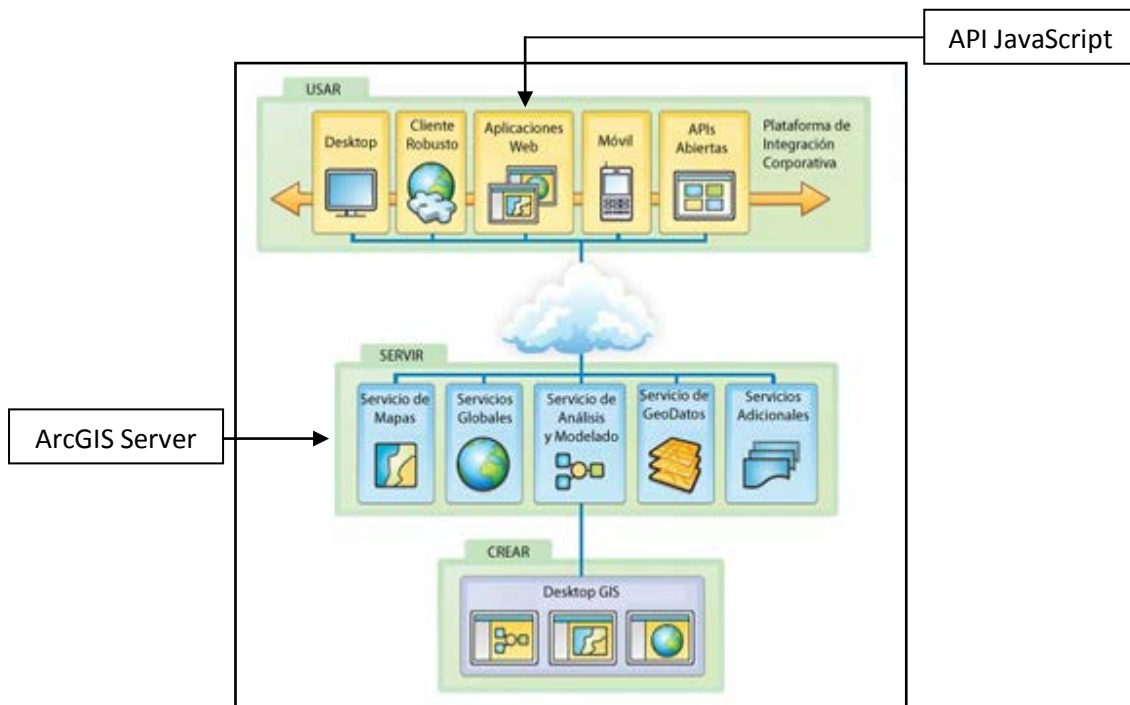 API JavaScript
USAR
Desktop
Cliente
Robusto
Aplicaciones
Web
Móvil
APIs
Abiertas
Plataforma de
Integración
Corporativa
SERVIR
ArcGIS Server
Servicio de
Mapas
Servicios
Globales
Servicio de
Análisis
y Modelado
Servicio de
GeoDatos
Servicios
Adicionales
CREAR
Desktop GIS